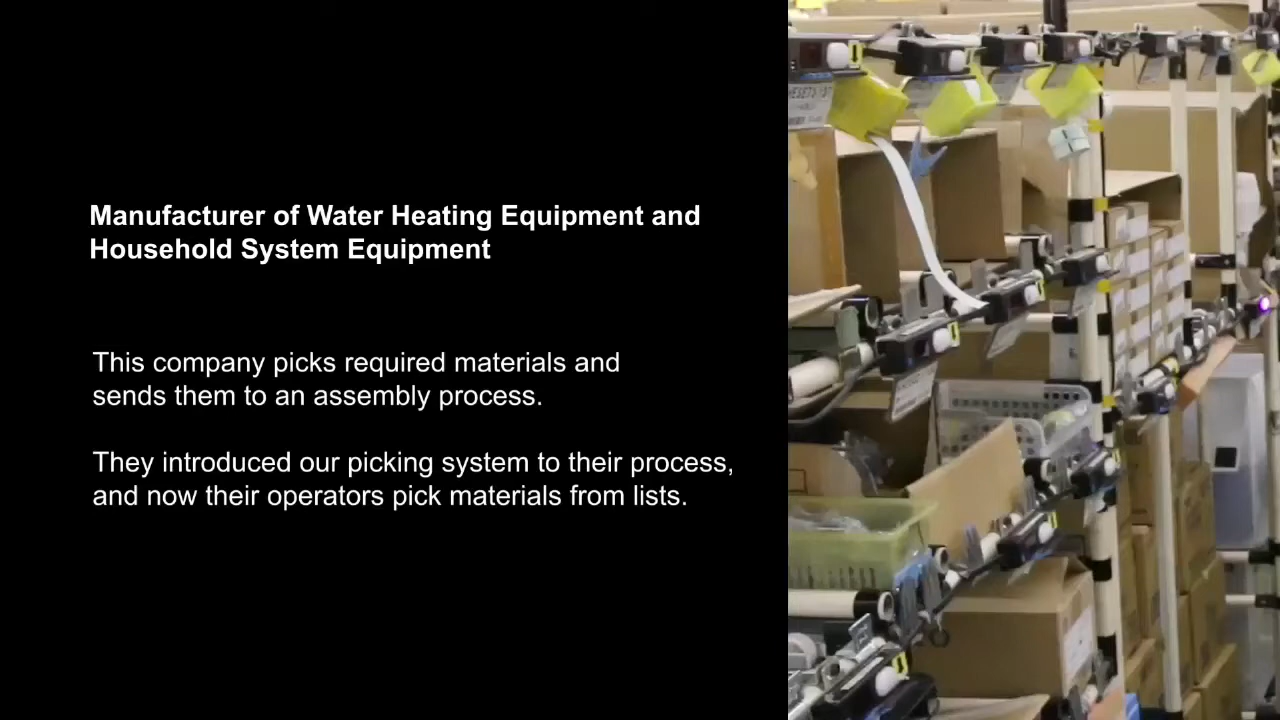 Manufacturer of Water Heating Equipment and
Household System Equipment
This company picks required materials and
sends them to an assembly process.
They introduced our picking system to their process,
and now their operators pick materials from lists.